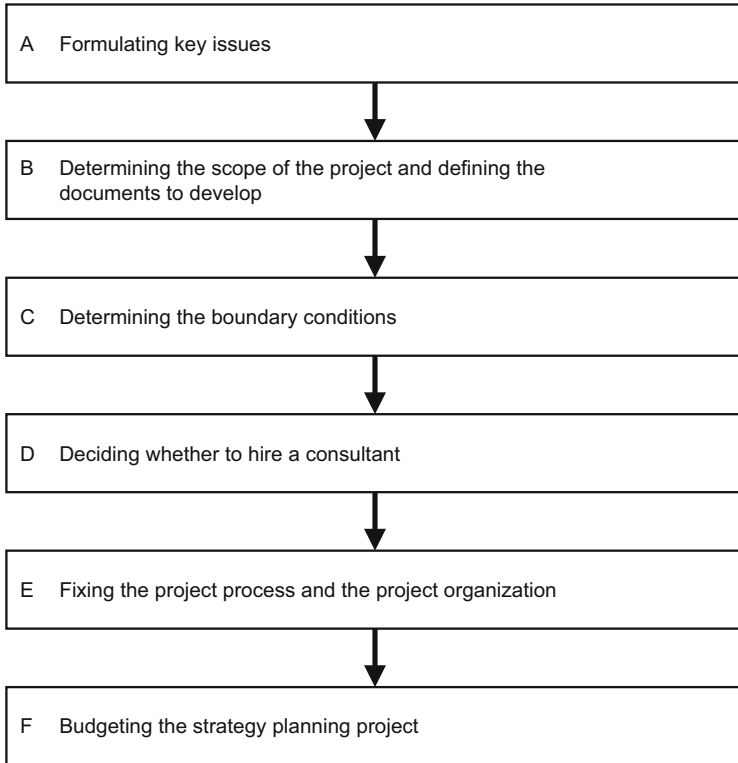 A Formulating key issues
B Determining the scope of the project and defining the
documents to develop
C Determining the boundary conditions
D Deciding whether to hire a consultant
E Fixing the project process and the project organization
F Budgeting the strategy planning project